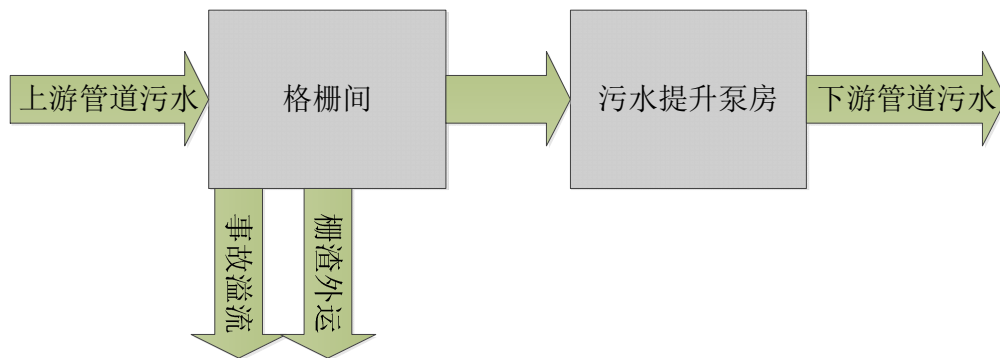 上游管道污水
格栅间
污水提升泵房
下游管道污水
事故溢流
栅渣外运